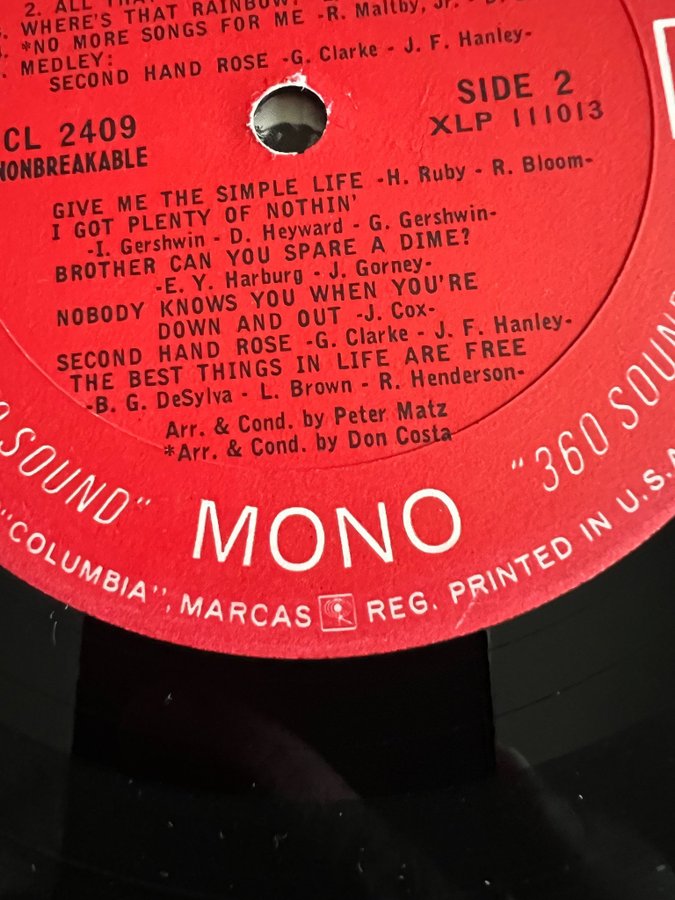 2. ALL THAT
WHERE'S THAT RAINBOW?
*NO MORE SONGS FOR ME -R. Maltby, Jr. -
MEDLEY:
SECOND HAND ROSE -G. Clarke - J. F. Hanley-
SIDE 2
CL 2409
XLP 111013
NONBREAKABLE
GIVE ME THE SIMPLE LIFE -H. Ruby - R. Bloom-
I GOT PLENTY OF NOTHIN'
-I. Gershwin - D. Heyward - G. Gershwin-
BROTHER CAN YOU SPARE A DIME?
-E. Y. Harburg - J. Gorney-
NOBODY KNOWS YOU WHEN YOU'RE
DOWN AND OUT -J. Cox-
SECOND HAND ROSE -G. Clarke - J. F. Hanley-
THE BEST THINGS IN LIFE ARE FREE
-B. G. DeSylva - L. Brown - R. Henderson-
Arr. & Cond. by Peter Matz
*Arr. & Cond. by Don Costa
SOUND"
MONO
"360 SOUND
"COLUMBIA", MARCAS REG. PRINTED IN U.S.A